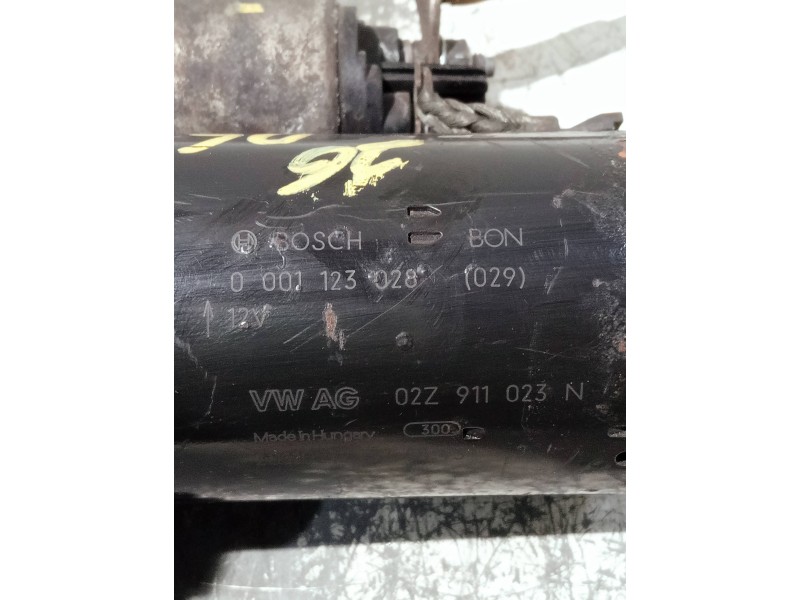 36
BOSCH BON
0 001 123 028 (029)
12V
VW AG 02Z 911 023 N
Made in Hungary 300